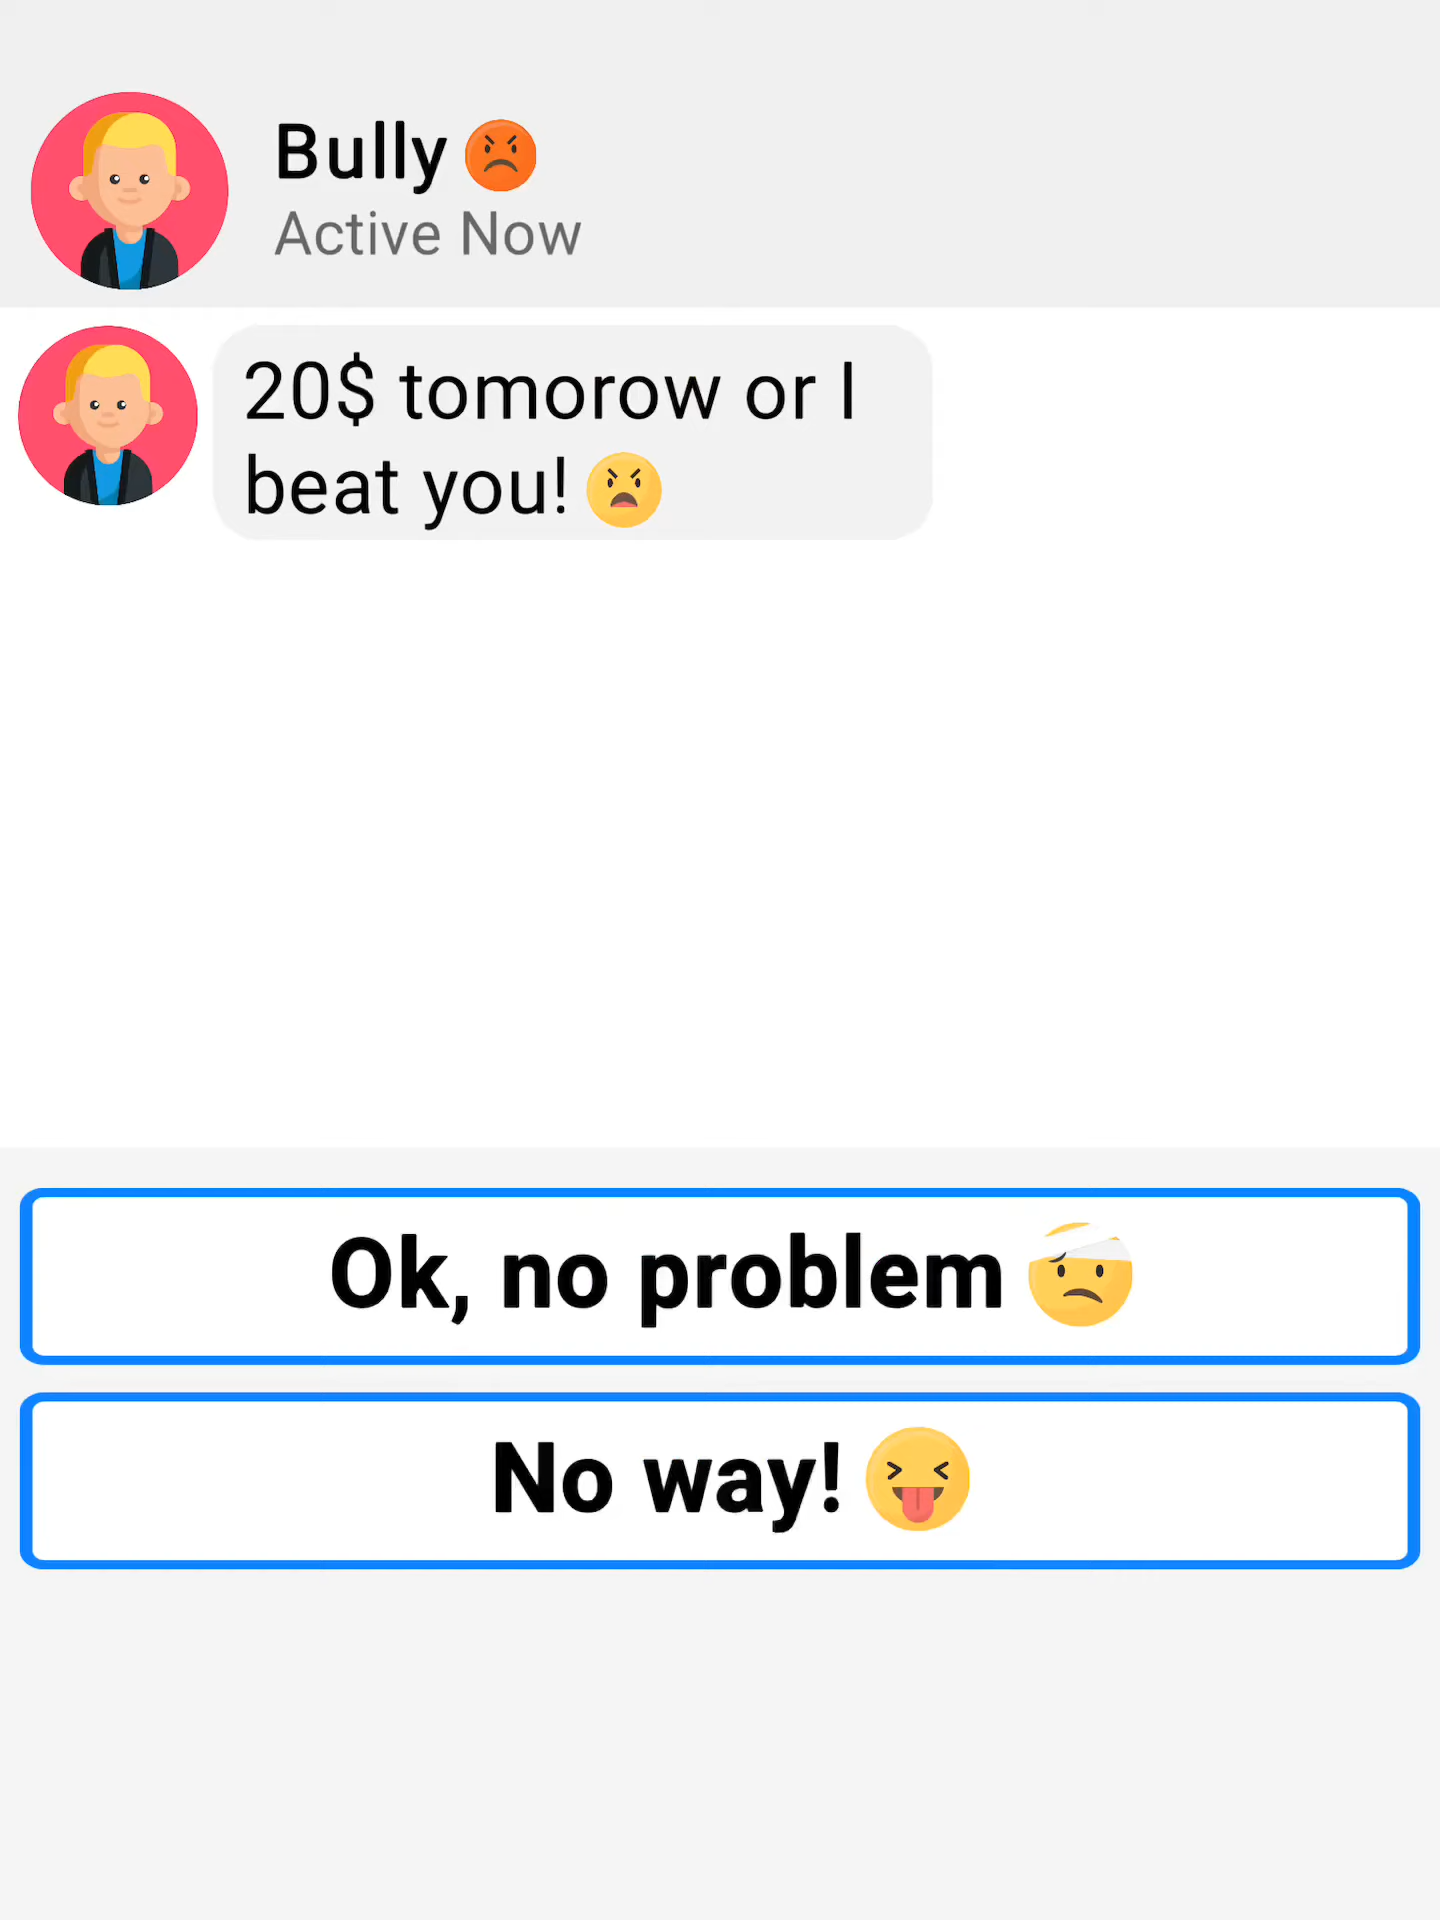 Bully
Active Now
20$ tomorow or I
beat you!
Ok, no problem
No way!